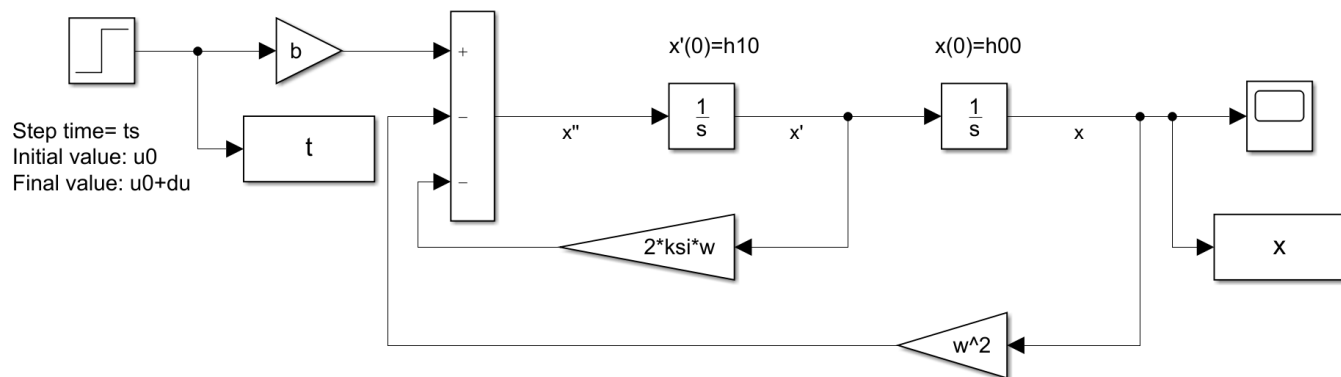 x'(0)=h10
x(0)=h00
b
+
−
−
1
s
1
s
x"
x'
x
Step time= ts
Initial value: u0
Final value: u0+du
t
2*ksi*w
x
w^2